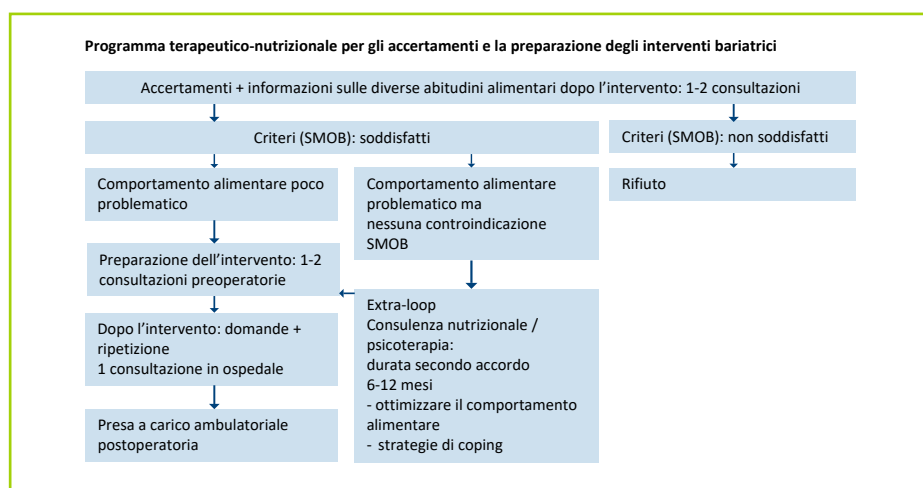 Programma terapeutico-nutrizionale per gli accertamenti e la preparazione degli interventi bariatrici
Accertamenti + informazioni sulle diverse abitudini alimentari dopo l'intervento: 1-2 consultazioni
Criteri (SMOB): soddisfatti
Criteri (SMOB): non soddisfatti
Comportamento alimentare poco
problematico
Comportamento alimentare
problematico ma
nessuna controindicazione
SMOB
Rifiuto
Preparazione dell'intervento: 1-2
consultazioni preoperatorie
Extra-loop
Consulenza nutrizionale /
psicoterapia:
durata secondo accordo
6-12 mesi
- ottimizzare il comportamento
alimentare
- strategie di coping
Dopo l'intervento: domande +
ripetizione
1 consultazione in ospedale
Presa a carico ambulatoriale
postoperatoria